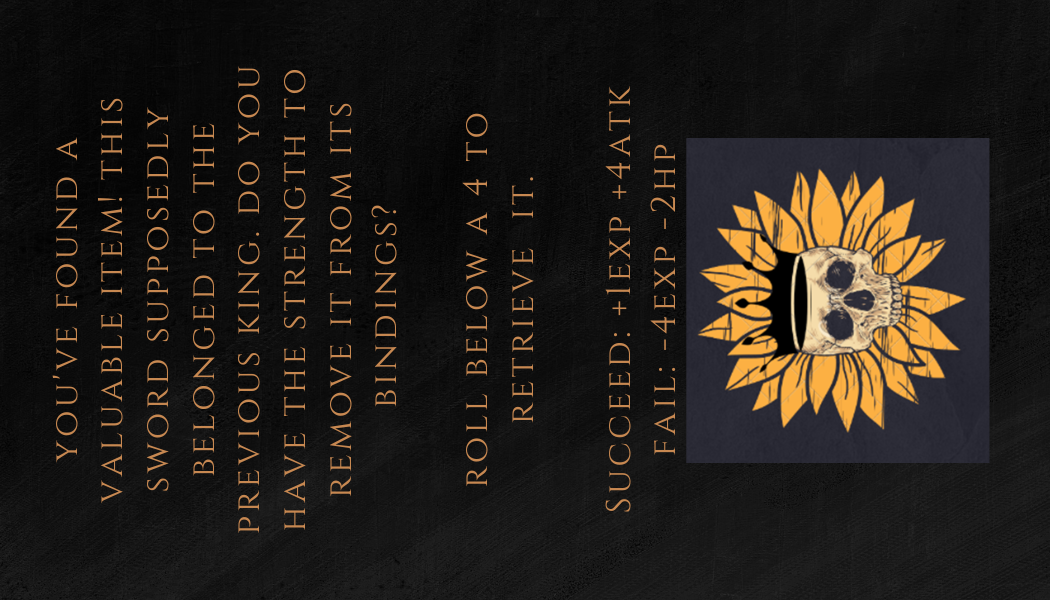 YOU'VE FOUND A
VALUABLE ITEM! THIS
SWORD SUPPOSEDLY
BELONGED TO THE
PREVIOUS KING. DO YOU
HAVE THE STRENGTH TO
REMOVE IT FROM ITS
BINDINGS?
ROLL BELOW A 4 TO
RETRIEVE IT.
SUCCEED: +1EXP +4ATK
FAIL: -4EXP -2HP